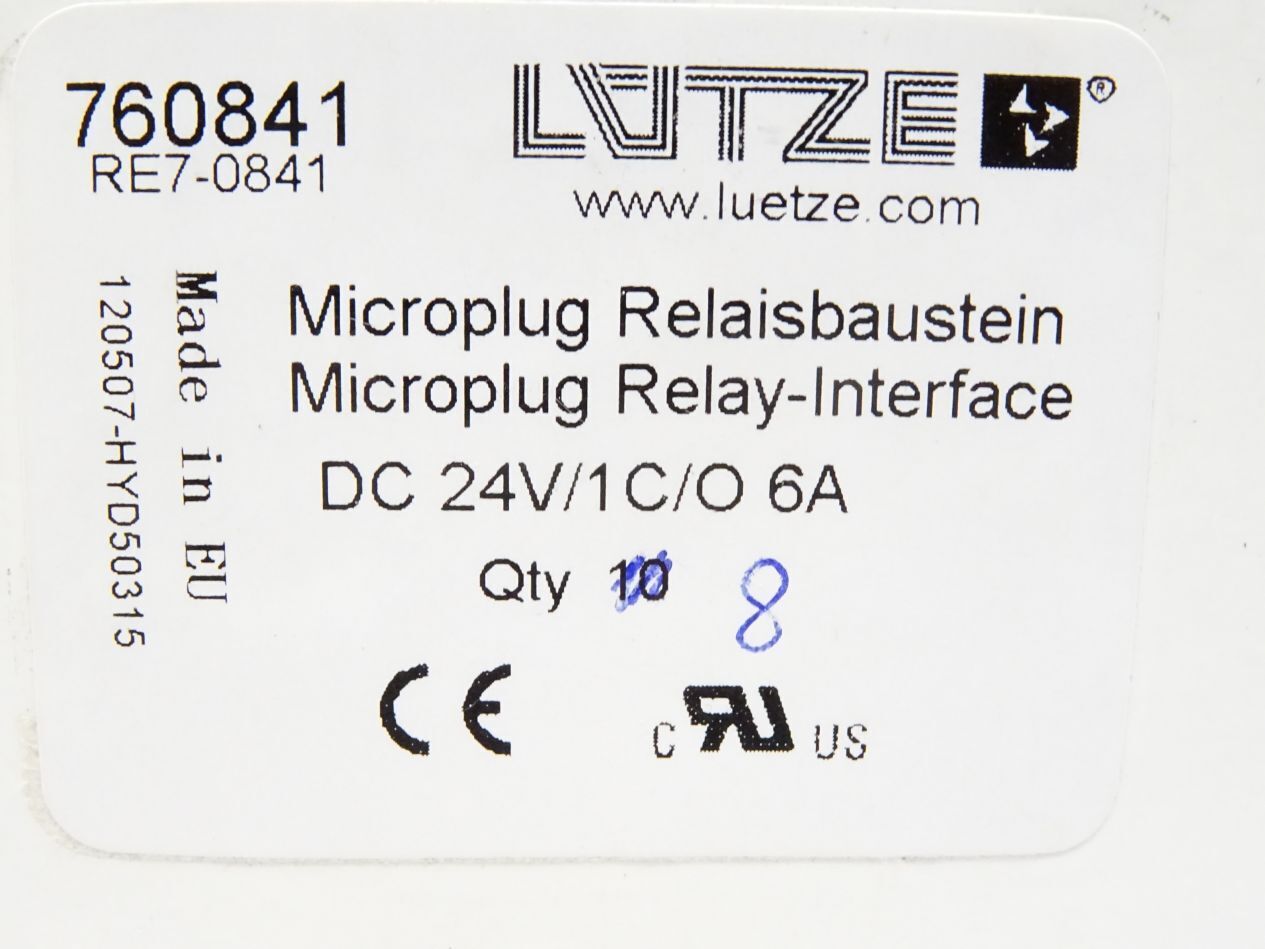 760841
RE7-0841
LÜTZE ®
www.luetze.com
120507-HYD50315
Made in EU
Microplug Relaisbaustein
Microplug Relay-Interface
DC 24V/1C/O 6A
Qty 10 8
CE
C RU US